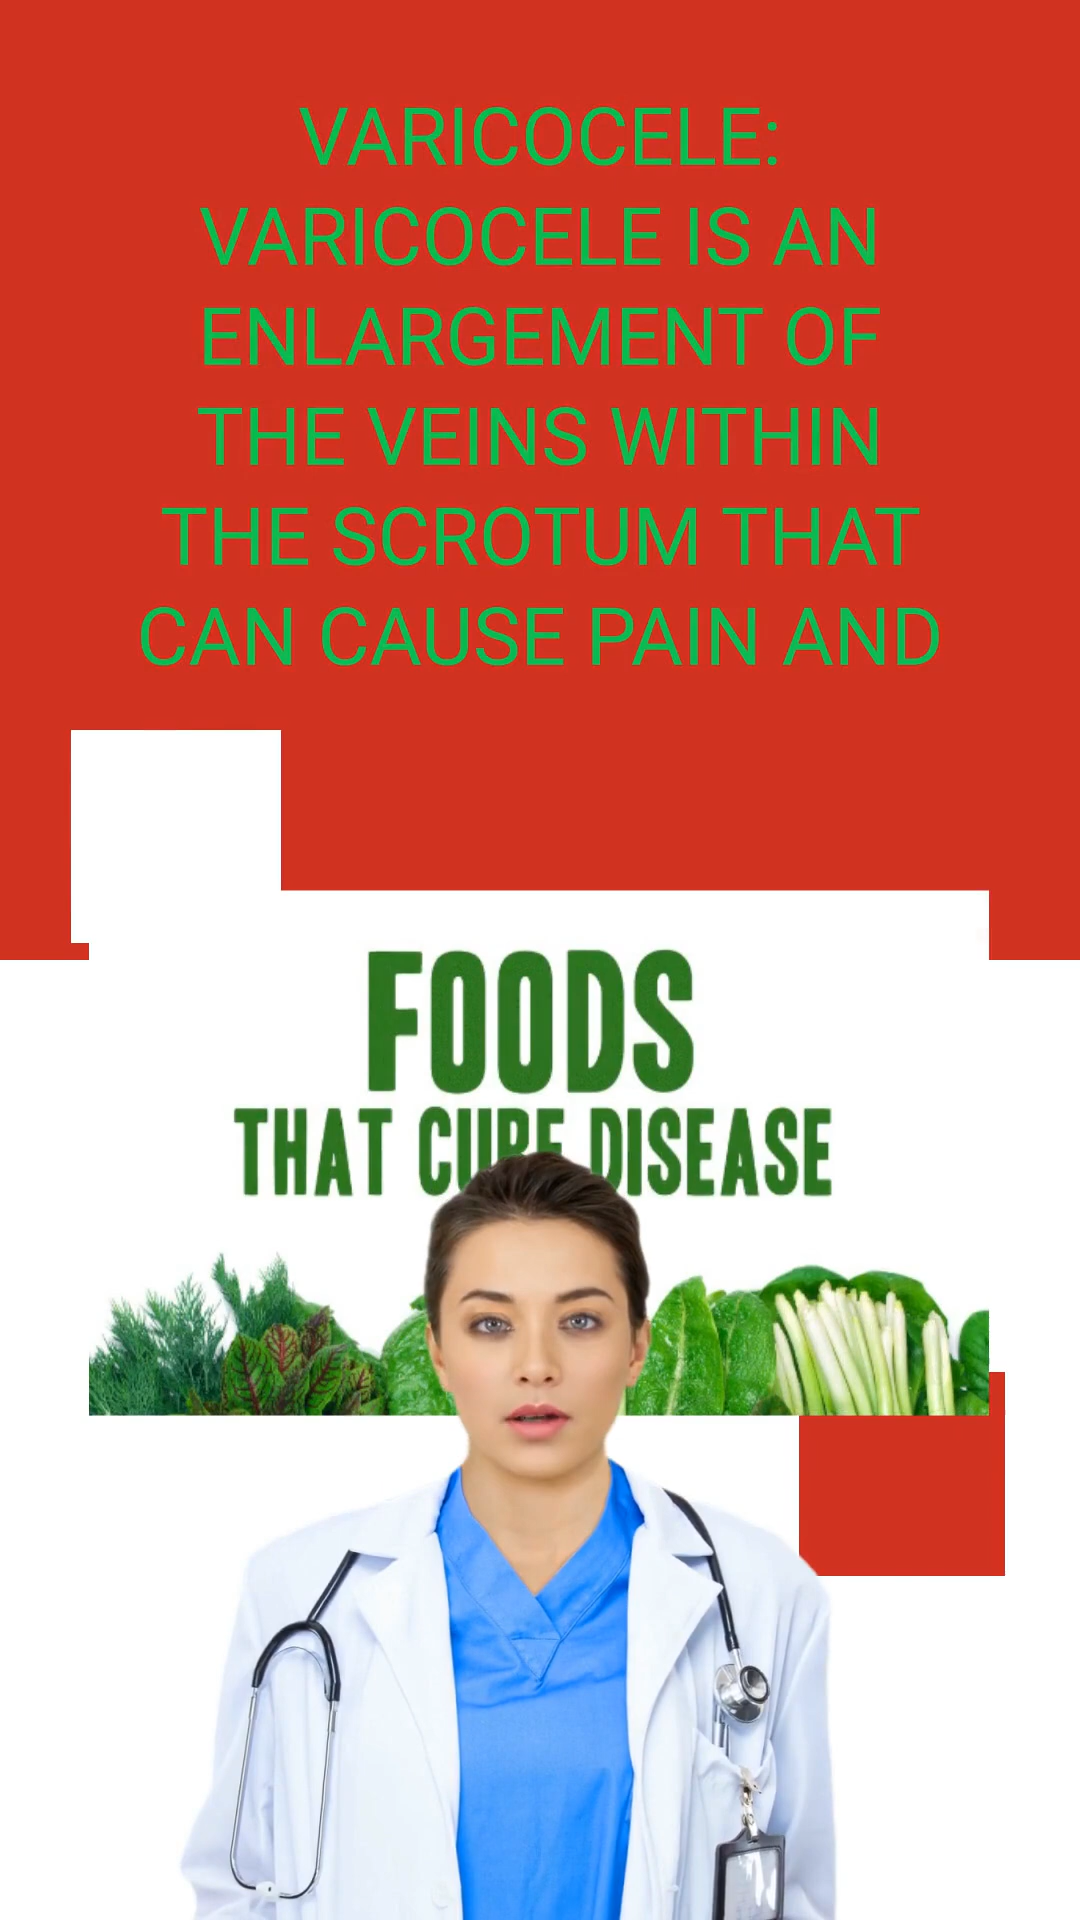 VARICOCELE:
VARICOCELE IS AN
ENLARGEMENT OF
THE VEINS WITHIN
THE SCROTUM THAT
CAN CAUSE PAIN AND
FOODS
THAT CURE DISEASE